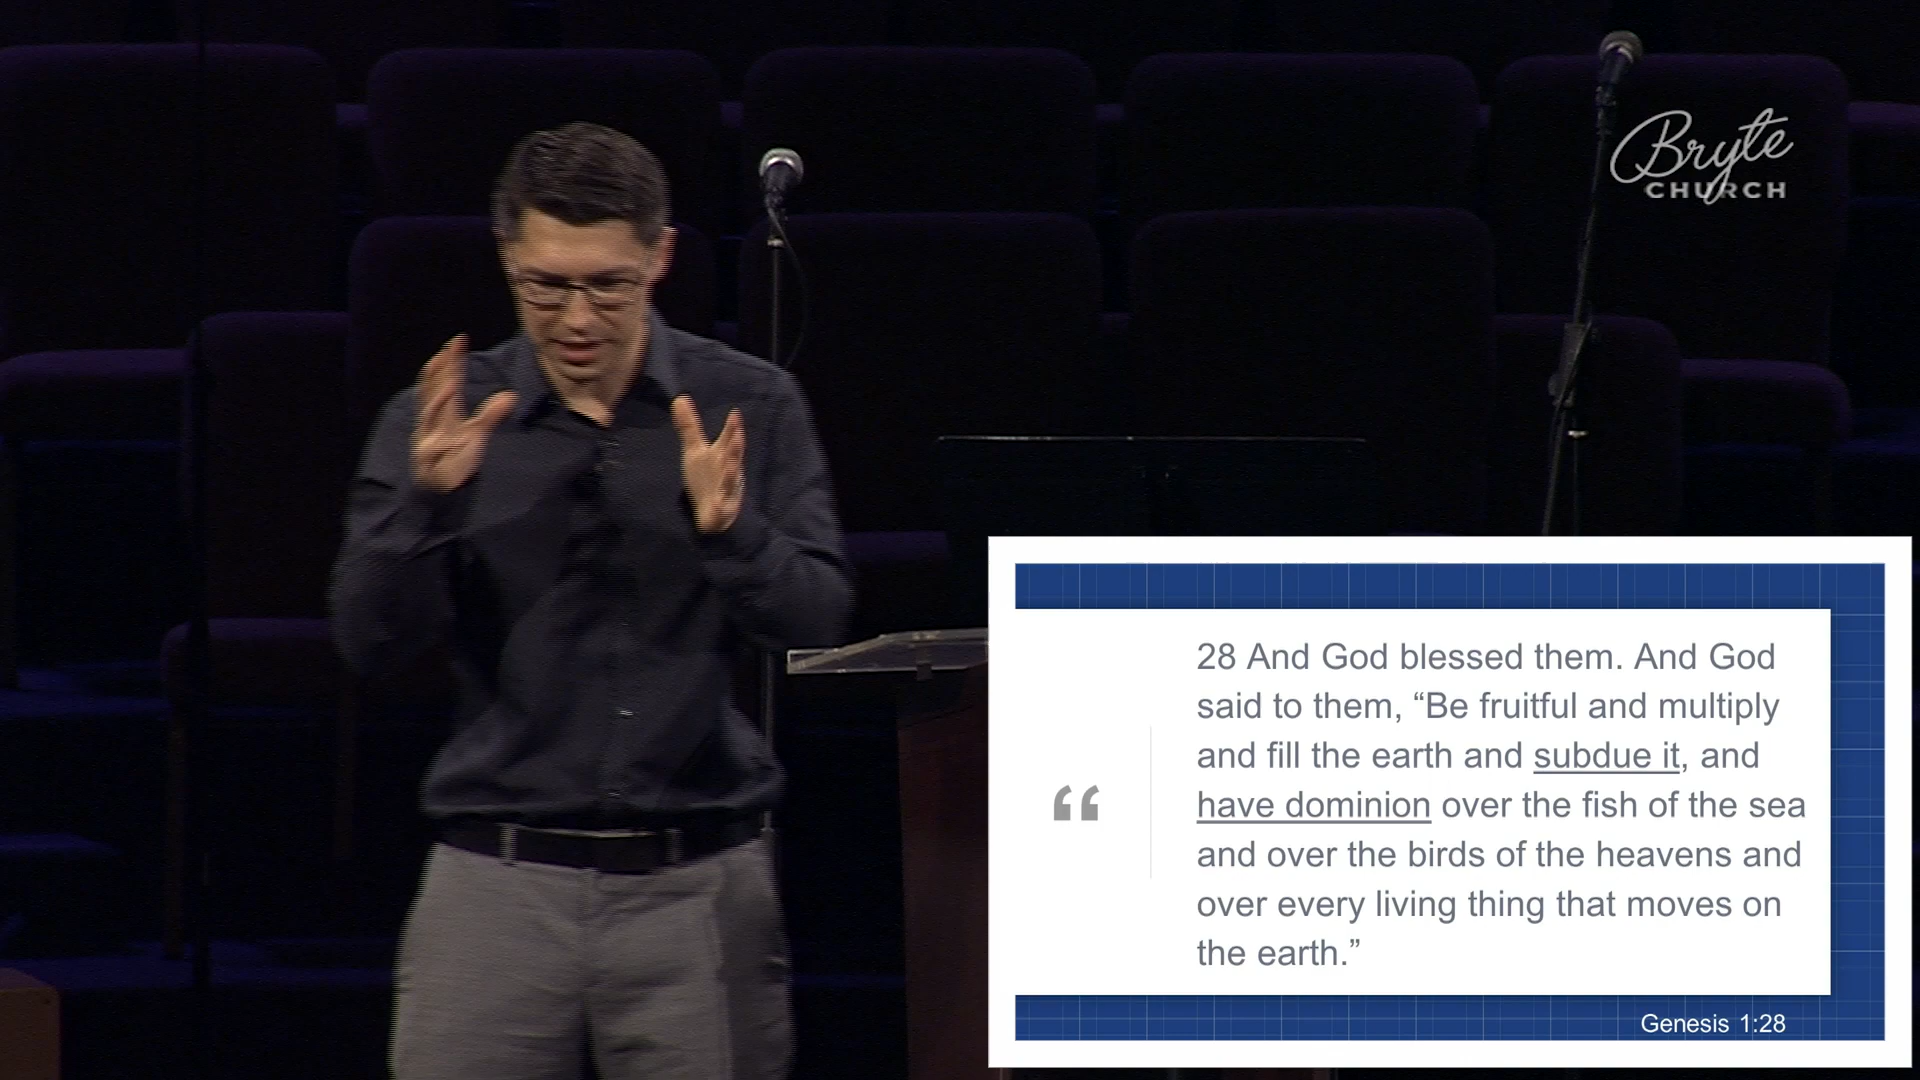 Bryte
CHURCH
28 And God blessed them. And God
said to them, “Be fruitful and multiply
and fill the earth and subdue it, and
have dominion over the fish of the sea
and over the birds of the heavens and
over every living thing that moves on
the earth.”
Genesis 1:28